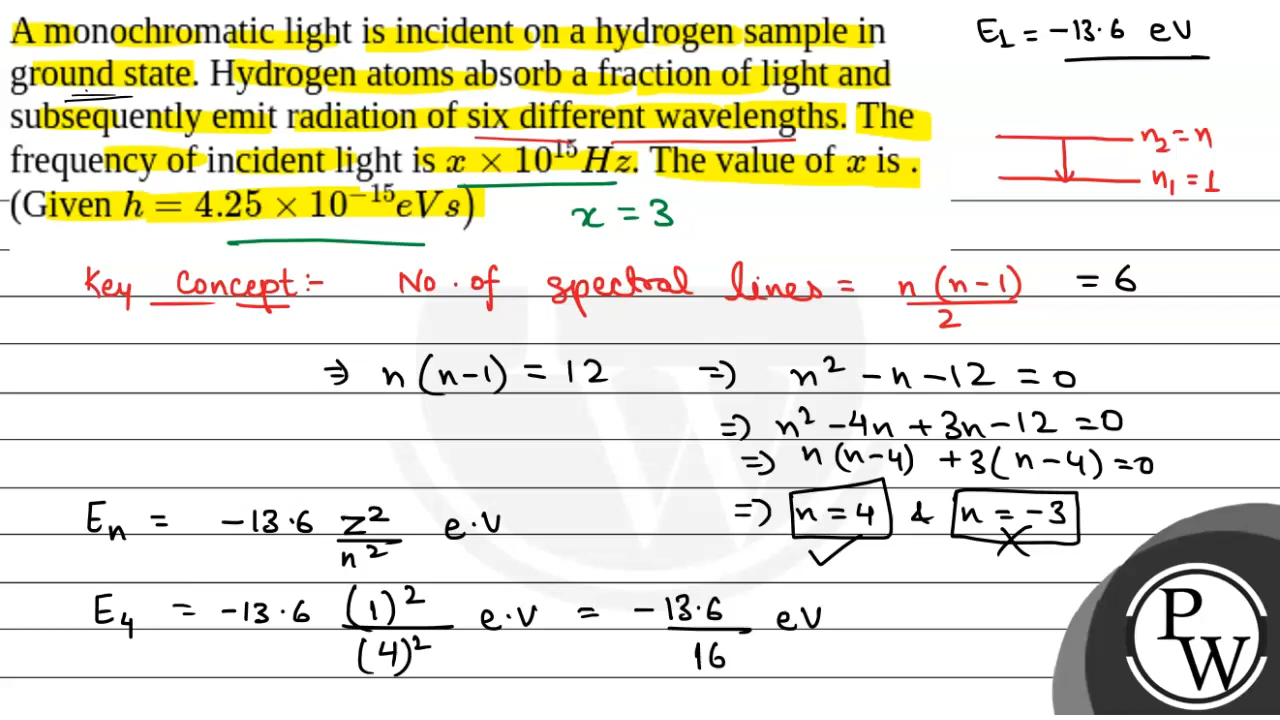 A monochromatic light is incident on a hydrogen sample in
ground state. Hydrogen atoms absorb a fraction of light and
subsequently emit radiation of six different wavelengths. The
frequency of incident light is x × 10^15 Hz. The value of x is .
(Given h = 4.25 × 10^−15 eVs)
x = 3
E₁ = −13.6 eV
n₂ = n
n₁ = 1
Key Concept:- No. of spectral lines = n(n−1)/2 = 6
⇒ n(n−1) = 12 ⇒ n² − n − 12 = 0
⇒ n² − 4n + 3n − 12 = 0
⇒ n(n−4) + 3(n−4) = 0
⇒ n = 4 & n = −3
Eₙ = −13.6 Z²/n² e.V
E₄ = −13.6 (1)²/(4)² e.V = −13.6/16 eV
PW